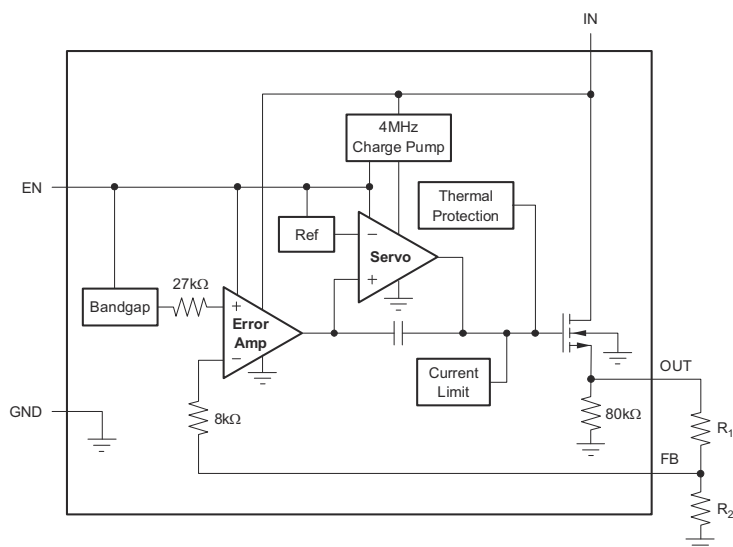 IN
4MHz
Charge Pump
EN
Thermal
Protection
Ref
−
Servo
+
27kΩ
Bandgap
+
Error
Amp
−
Current
Limit
OUT
GND
8kΩ
80kΩ
R1
FB
R2